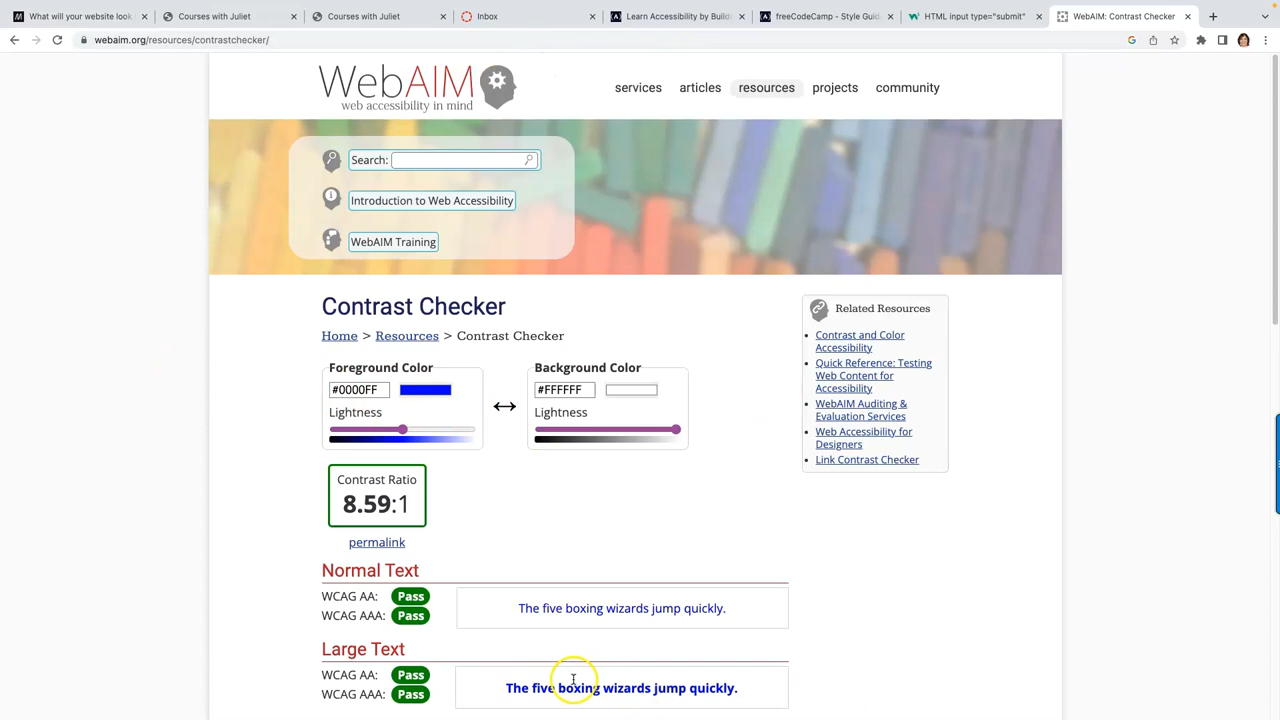 What will your website look
Courses with Juliet
Courses with Juliet
Inbox
Learn Accessibility by Build
freeCodeCamp - Style Guid
HTML input type="submit"
WebAIM: Contrast Checker
webaim.org/resources/contrastchecker/
WebAIM
web accessibility in mind
services
articles
resources
projects
community
Search:
Introduction to Web Accessibility
WebAIM Training
Contrast Checker
Home > Resources > Contrast Checker
Foreground Color
#0000FF
Lightness
Background Color
#FFFFFF
Lightness
Contrast Ratio
8.59:1
permalink
Normal Text
WCAG AA: Pass
WCAG AAA: Pass
The five boxing wizards jump quickly.
Large Text
WCAG AA: Pass
WCAG AAA: Pass
The five boxing wizards jump quickly.
Related Resources
Contrast and Color
Accessibility
Quick Reference: Testing
Web Content for
Accessibility
WebAIM Auditing &
Evaluation Services
Web Accessibility for
Designers
Link Contrast Checker